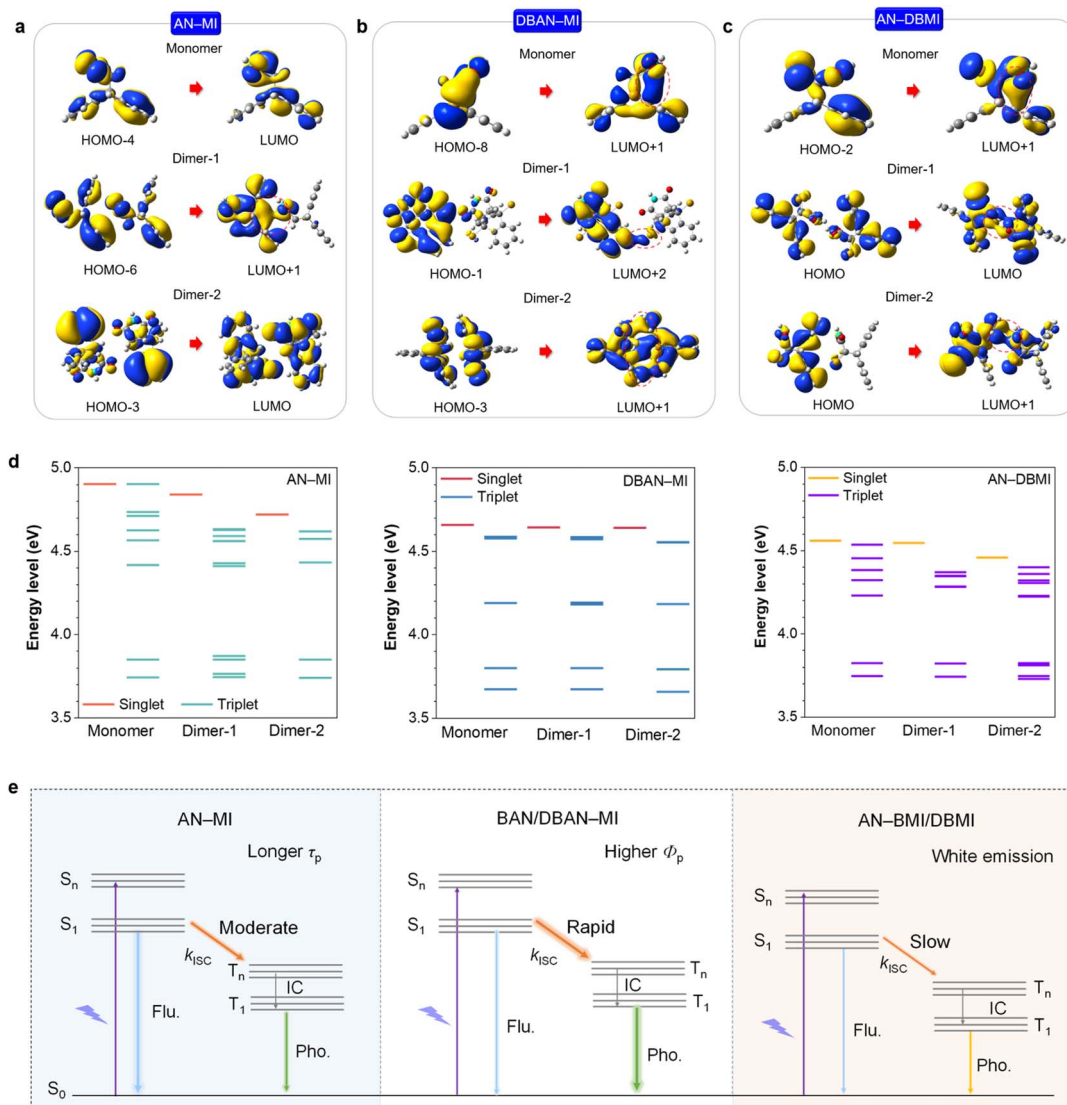 a
AN–MI
Monomer
HOMO-4
LUMO
Dimer-1
HOMO-6
LUMO+1
Dimer-2
HOMO-3
LUMO
b
DBAN–MI
Monomer
HOMO-8
LUMO+1
Dimer-1
HOMO-1
LUMO+2
Dimer-2
HOMO-3
LUMO+1
c
AN–DBMI
Monomer
HOMO-2
LUMO+1
Dimer-1
HOMO
LUMO
Dimer-2
HOMO
LUMO+1
d
Energy level (eV)
5.0
4.5
4.0
3.5
AN–MI
Singlet
Triplet
Monomer
Dimer-1
Dimer-2
Energy level (eV)
5.0
4.5
4.0
3.5
Singlet
Triplet
DBAN–MI
Monomer
Dimer-1
Dimer-2
Energy level (eV)
5.0
4.5
4.0
3.5
Singlet
Triplet
AN–DBMI
Monomer
Dimer-1
Dimer-2
e
AN–MI
Longer τp
Sn
S1
Moderate
kISC
Tn
IC
T1
Flu.
Pho.
S0
BAN/DBAN–MI
Higher Φp
Sn
S1
Rapid
kISC
Tn
IC
T1
Flu.
Pho.
AN–BMI/DBMI
White emission
Sn
S1
Slow
kISC
Tn
IC
T1
Flu.
Pho.